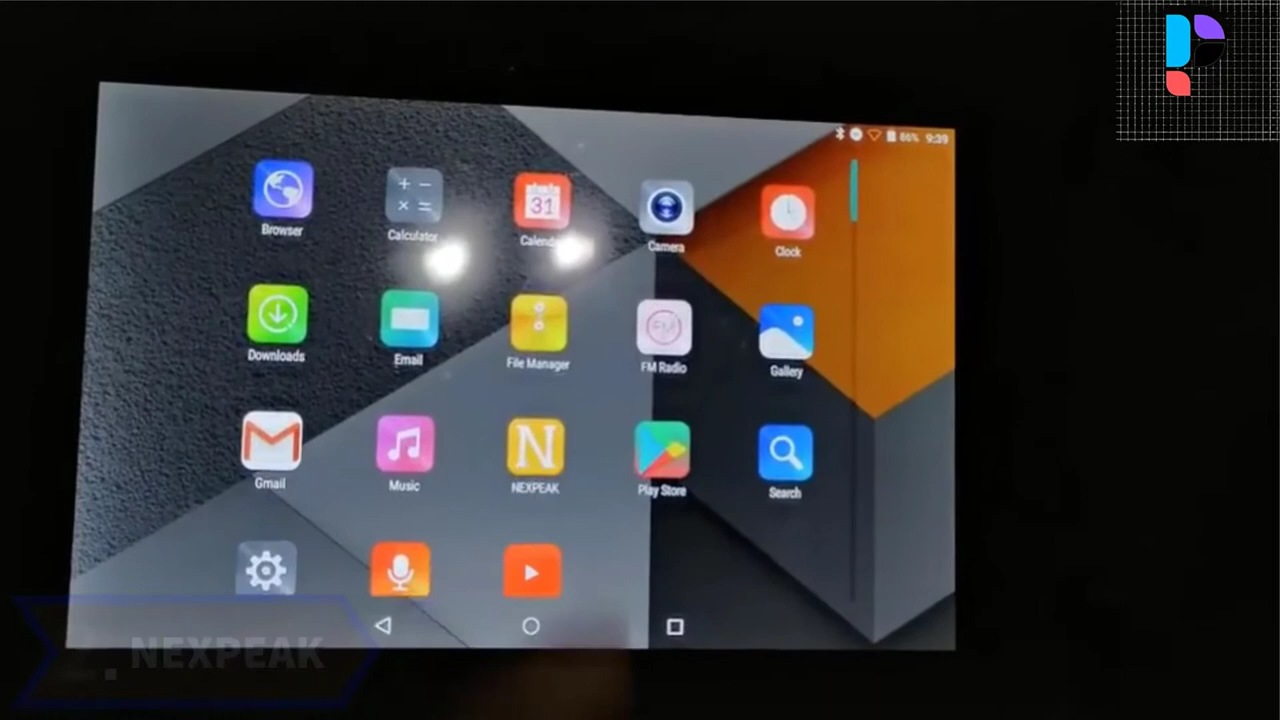 86% 9:39
31
Browser
Calculator
Calendar
Camera
Clock
FM
Downloads
Email
File Manager
FM Radio
Gallery
M
N
Gmail
Music
NEXPEAK
Play Store
Search
NEXPEAK